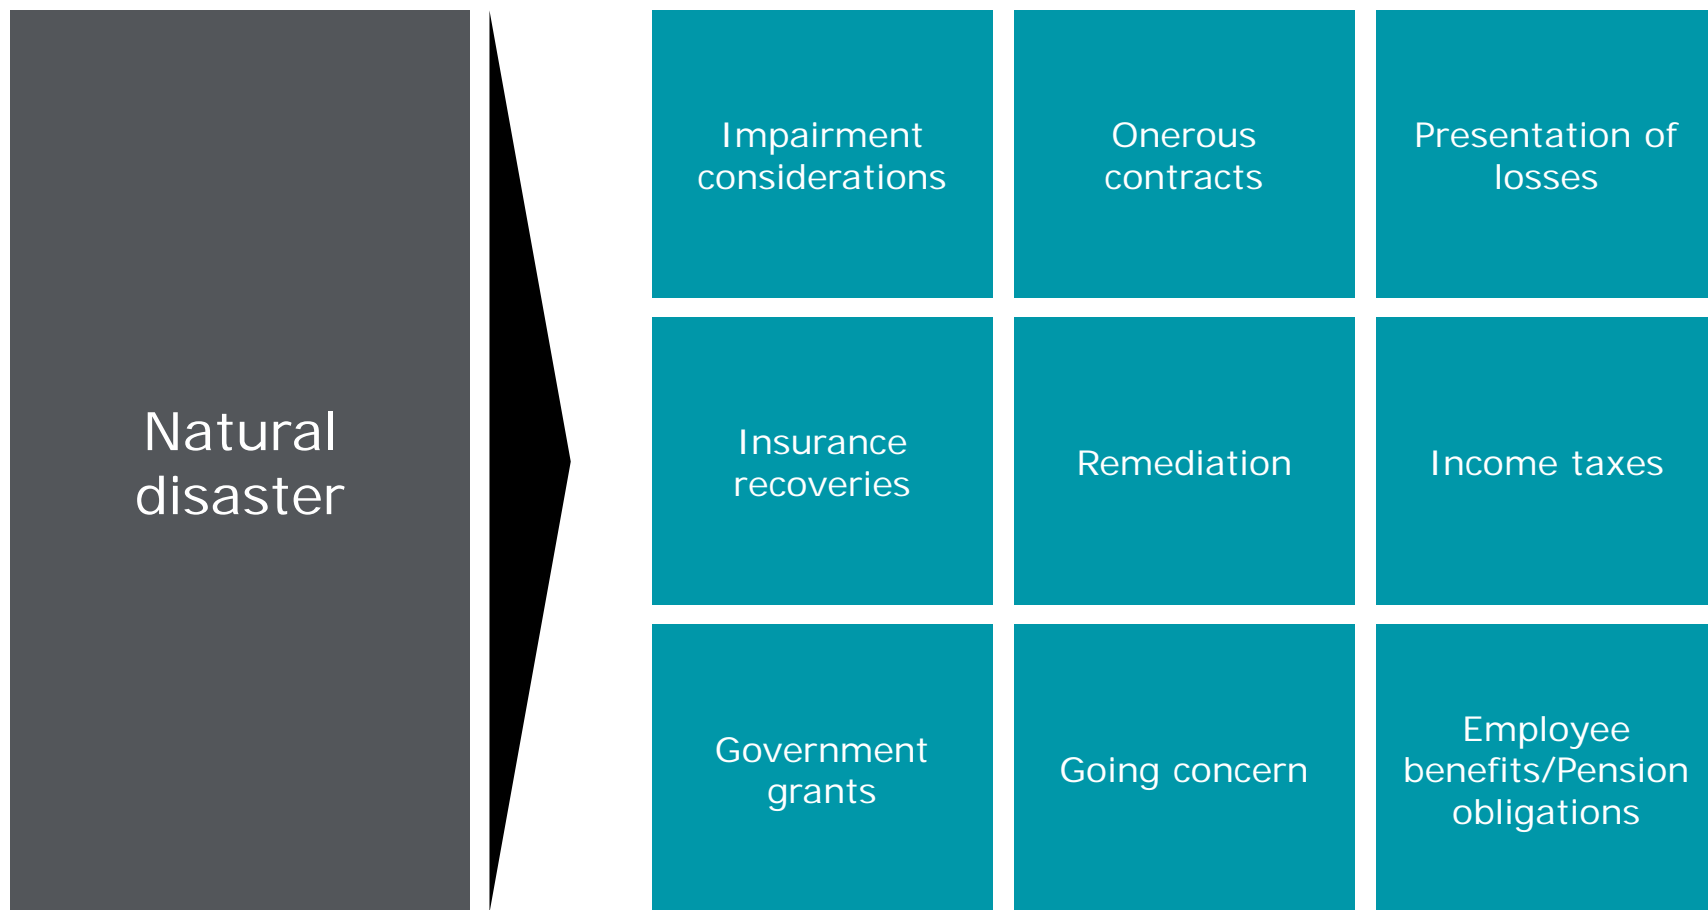 Natural
disaster
Impairment
considerations
Onerous
contracts
Presentation of
losses
Insurance
recoveries
Remediation
Income taxes
Government
grants
Going concern
Employee
benefits/Pension
obligations